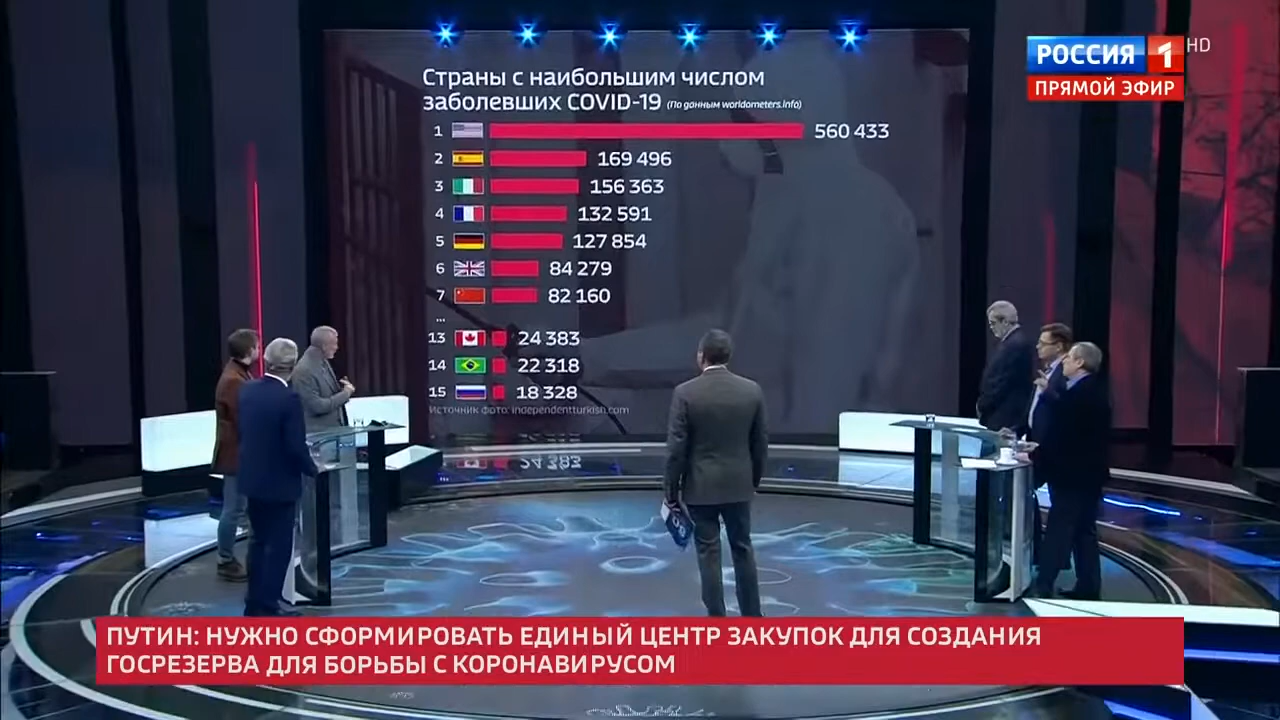 РОССИЯ 1 HD
ПРЯМОЙ ЭФИР
Страны с наибольшим числом
заболевших COVID-19 (По данным worldometers.info)
1 560 433
2 169 496
3 156 363
4 132 591
5 127 854
6 84 279
7 82 160
...
13 24 383
14 22 318
15 18 328
Источник фото: independentturkish.com
ПУТИН: НУЖНО СФОРМИРОВАТЬ ЕДИНЫЙ ЦЕНТР ЗАКУПОК ДЛЯ СОЗДАНИЯ
ГОСРЕЗЕРВА ДЛЯ БОРЬБЫ С КОРОНАВИРУСОМ